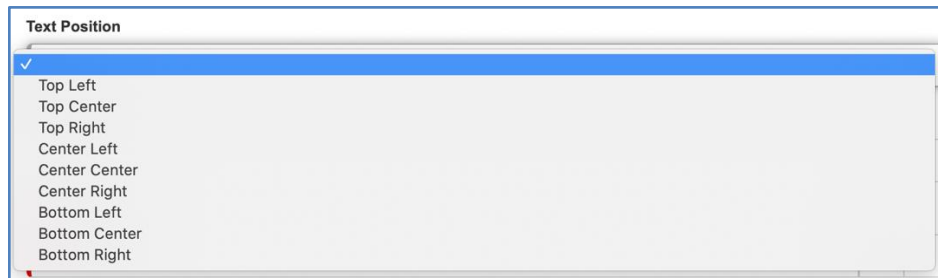 Text Position
✓
Top Left
Top Center
Top Right
Center Left
Center Center
Center Right
Bottom Left
Bottom Center
Bottom Right